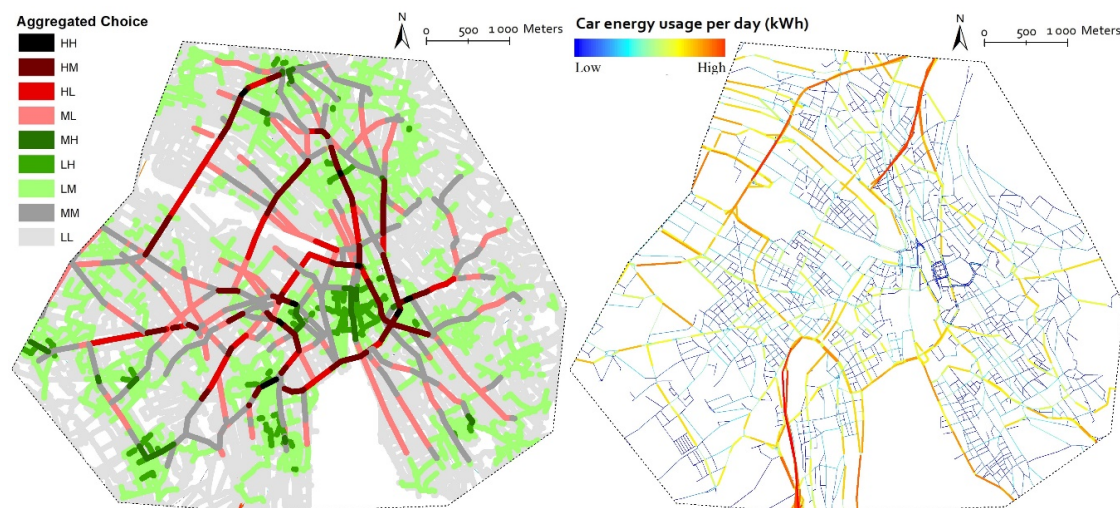 Aggregated Choice
HH
HM
HL
ML
MH
LH
LM
MM
LL
N
0 500 1 000 Meters
Car energy usage per day (kWh)
Low High
N
0 500 1 000 Meters